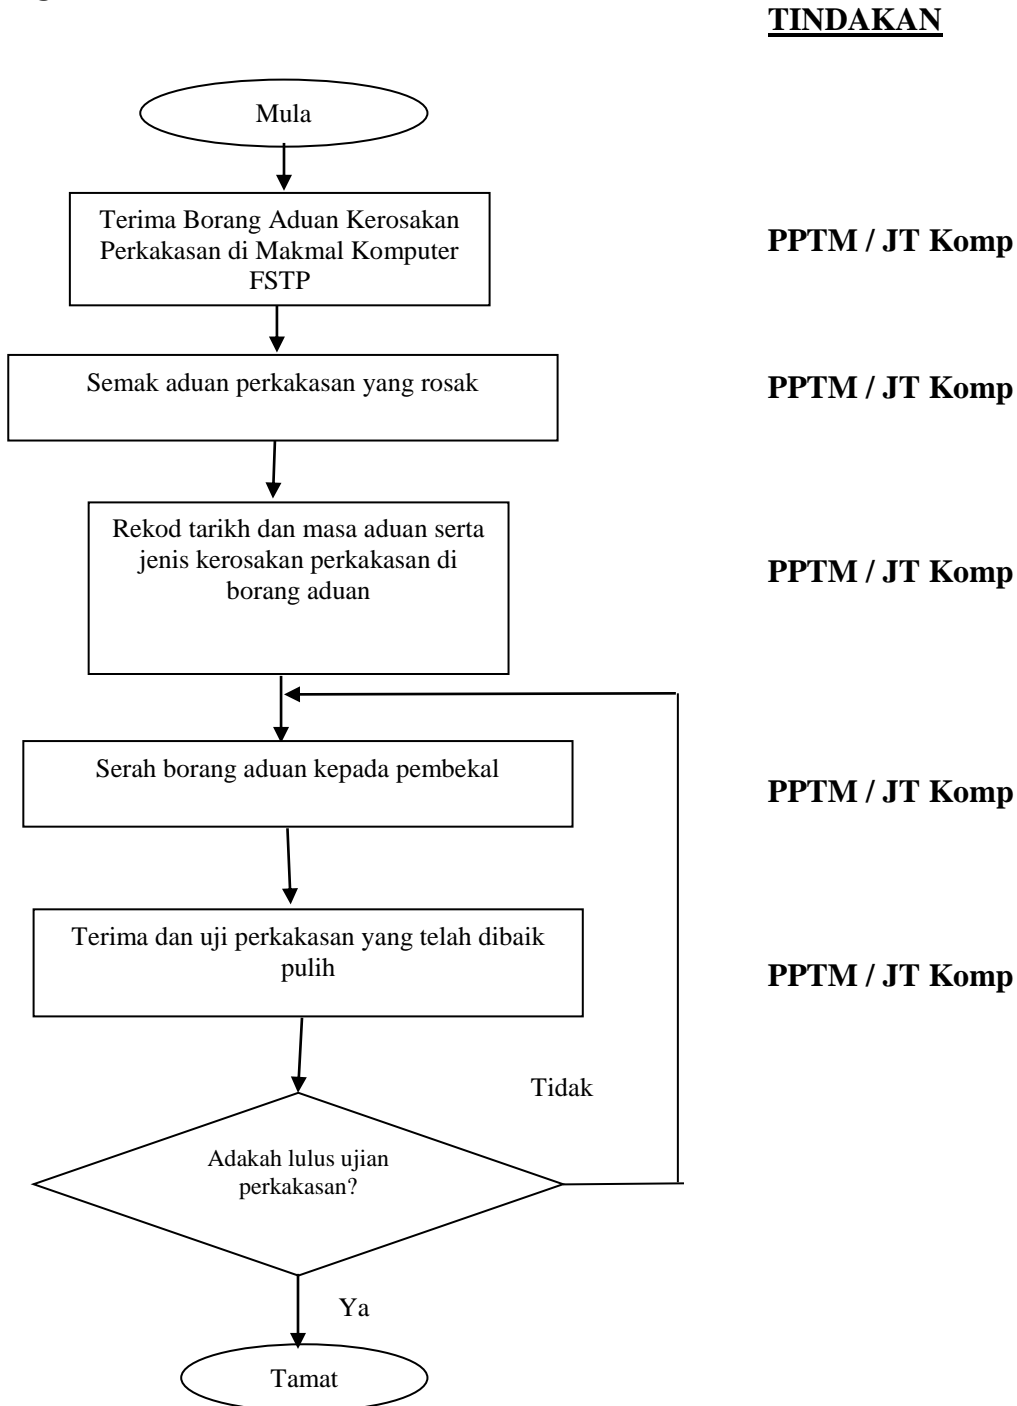 TINDAKAN
Mula
Terima Borang Aduan Kerosakan
Perkakasan di Makmal Komputer
FSTP
PPTM / JT Komp
Semak aduan perkakasan yang rosak
PPTM / JT Komp
Rekod tarikh dan masa aduan serta
jenis kerosakan perkakasan di
borang aduan
PPTM / JT Komp
Serah borang aduan kepada pembekal
PPTM / JT Komp
Terima dan uji perkakasan yang telah dibaik
pulih
PPTM / JT Komp
Tidak
Adakah lulus ujian
perkakasan?
Ya
Tamat